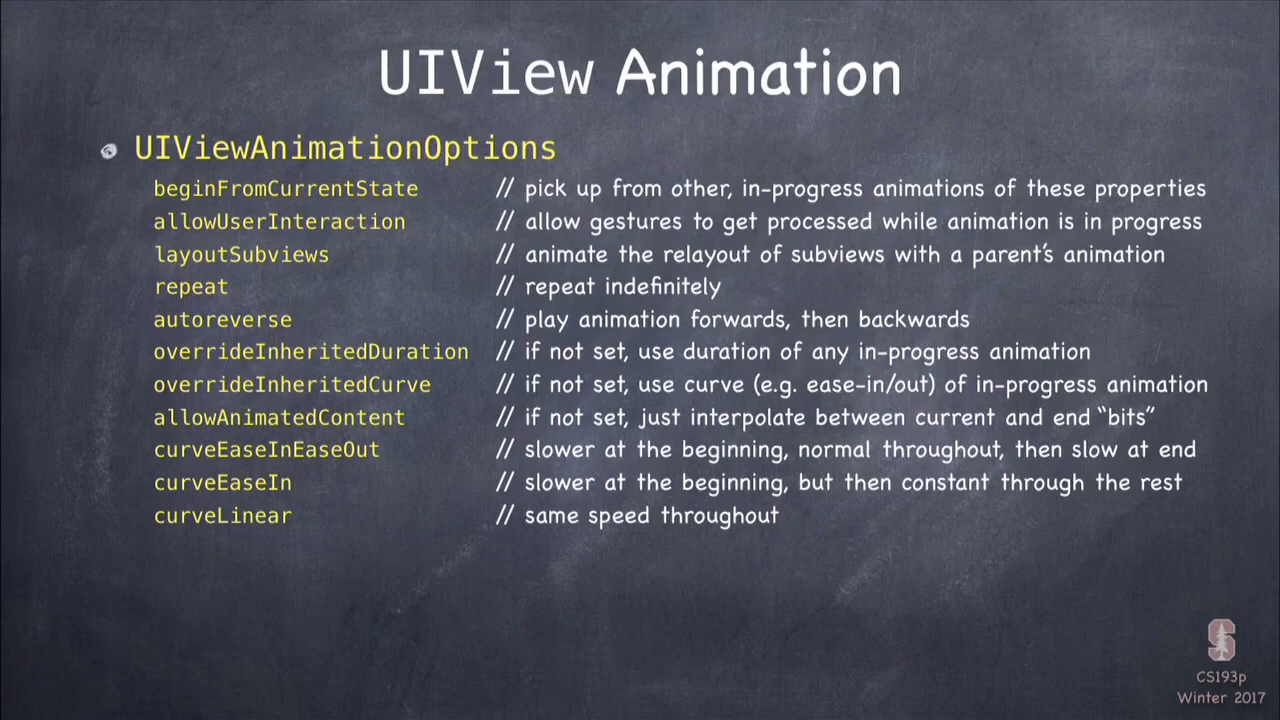 UIView Animation
UIViewAnimationOptions
beginFromCurrentState // pick up from other, in-progress animations of these properties
allowUserInteraction // allow gestures to get processed while animation is in progress
layoutSubviews // animate the relayout of subviews with a parent's animation
repeat // repeat indefinitely
autoreverse // play animation forwards, then backwards
overrideInheritedDuration // if not set, use duration of any in-progress animation
overrideInheritedCurve // if not set, use curve (e.g. ease-in/out) of in-progress animation
allowAnimatedContent // if not set, just interpolate between current and end “bits”
curveEaseInEaseOut // slower at the beginning, normal throughout, then slow at end
curveEaseIn // slower at the beginning, but then constant through the rest
curveLinear // same speed throughout
S
CS193p
Winter 2017